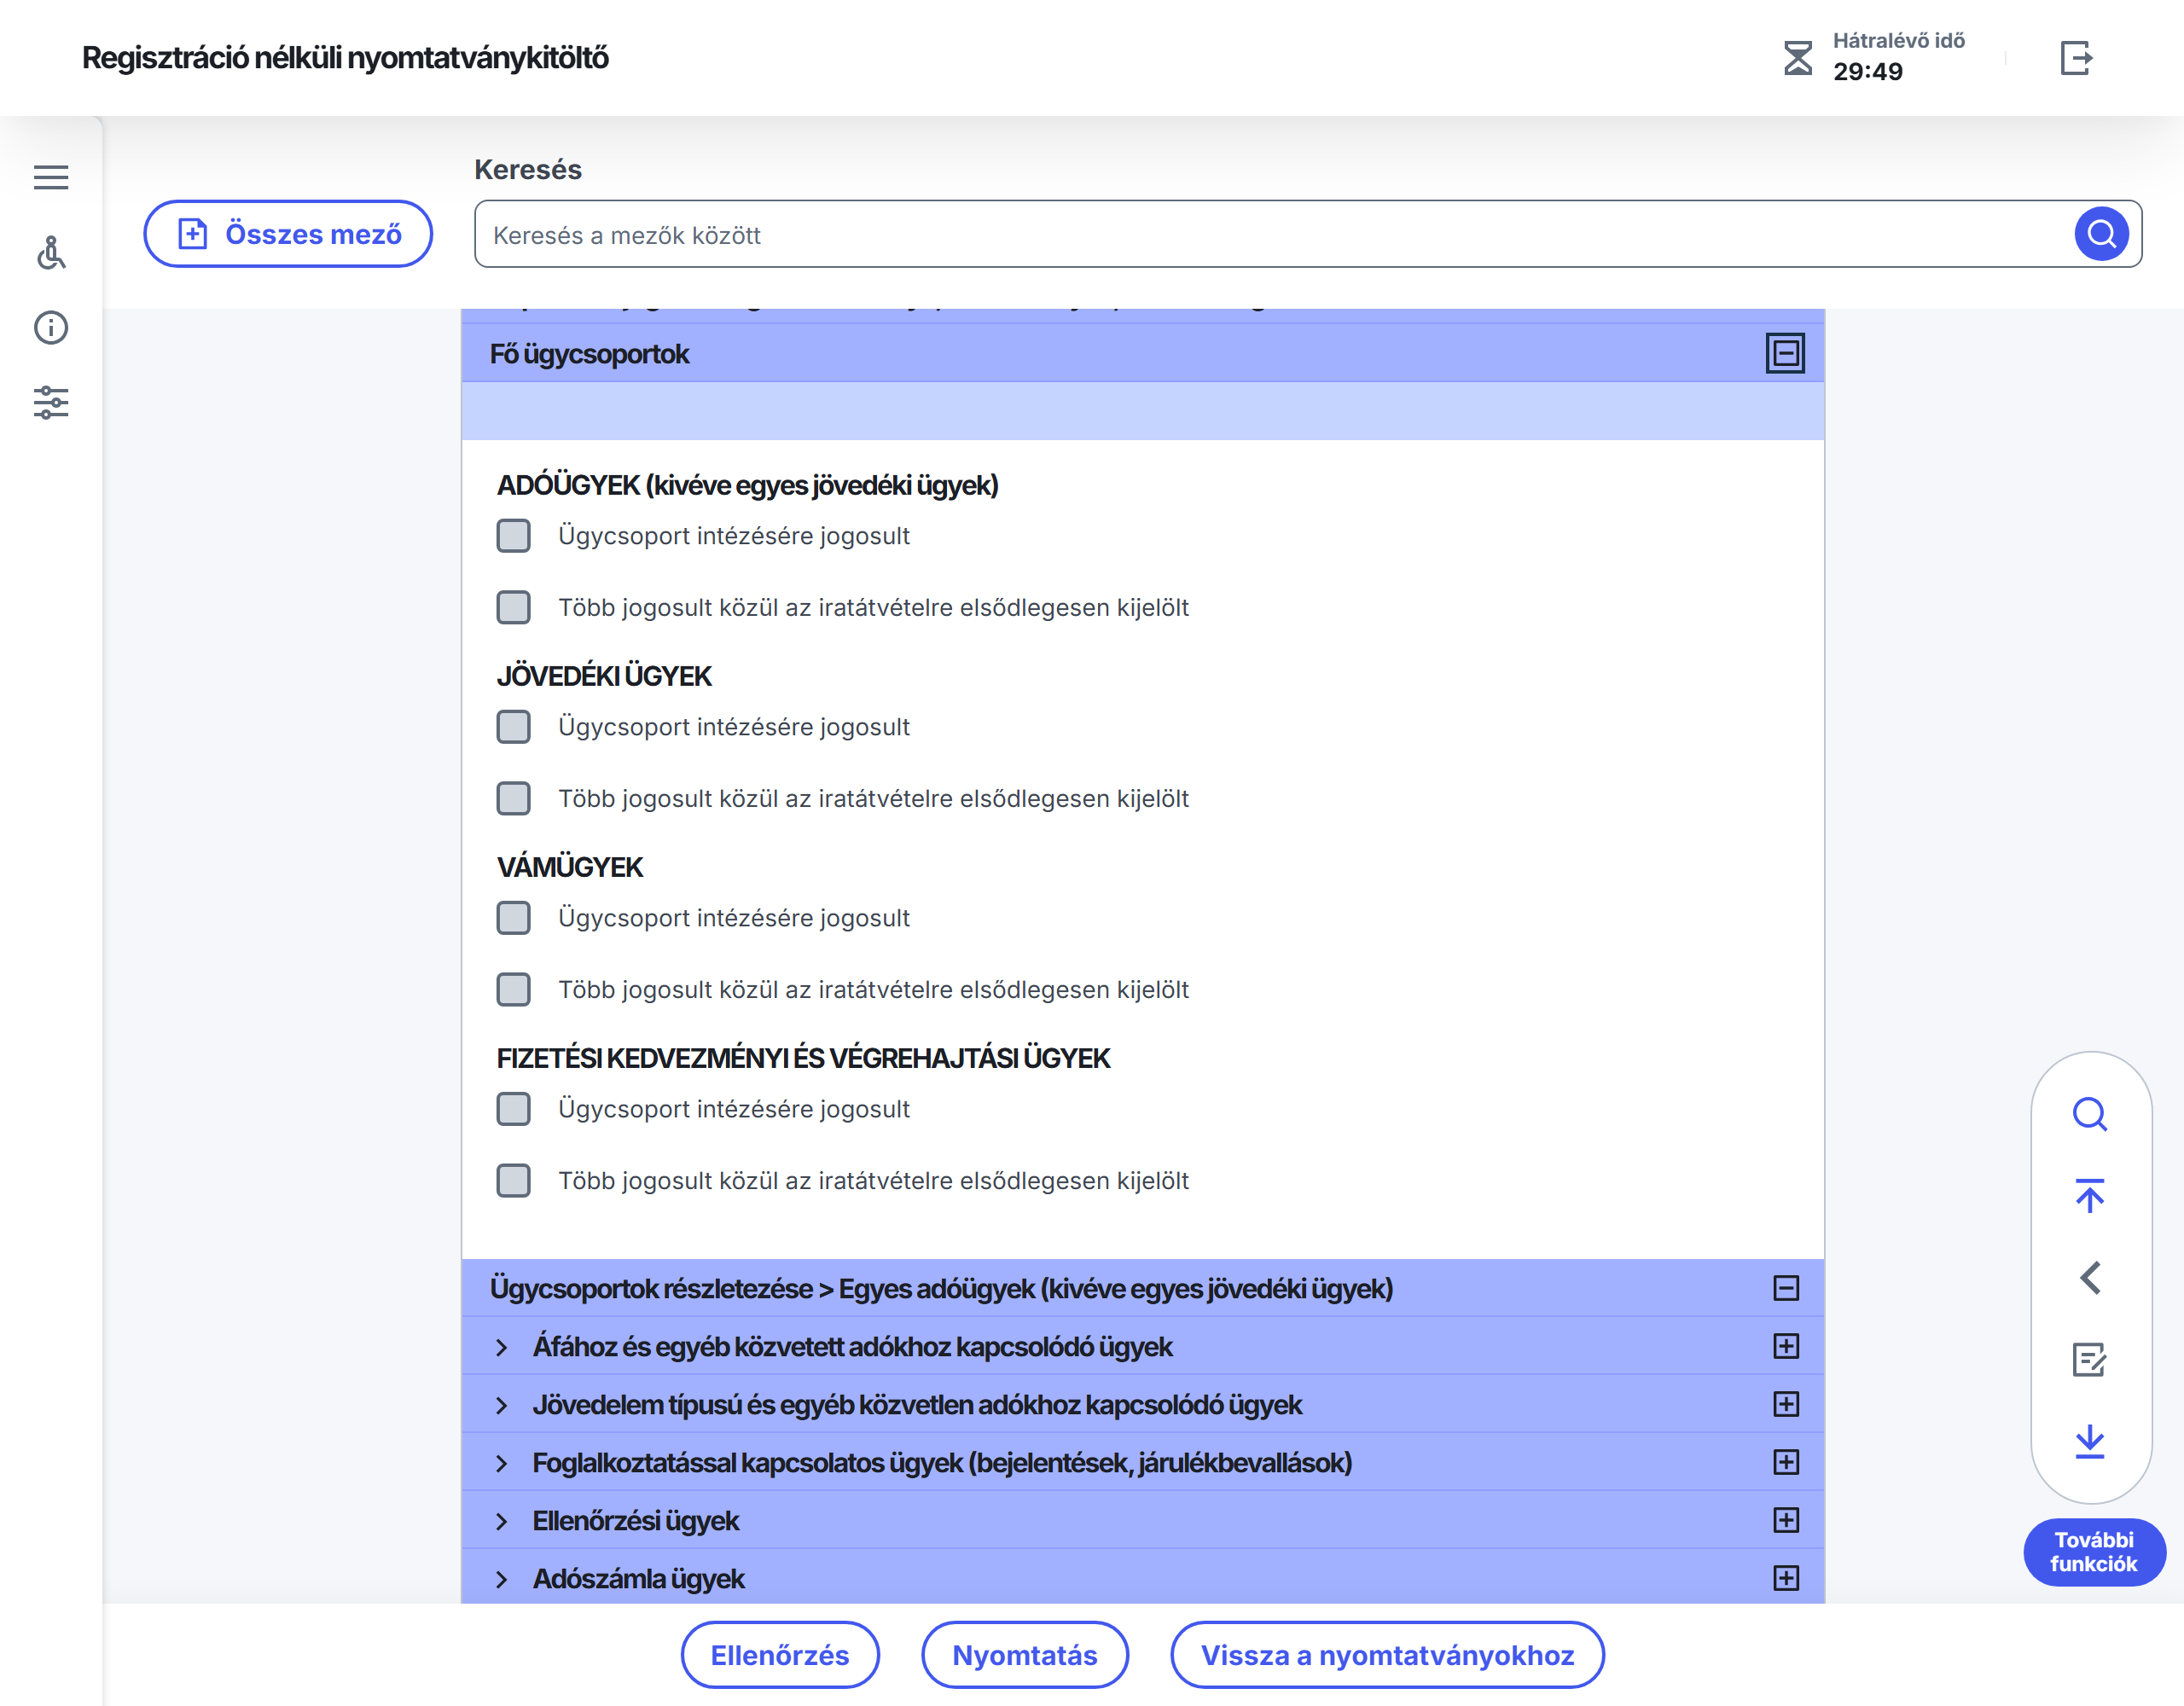 Regisztráció nélküli nyomtatványkitöltő
Hátralévő idő
29:49
Keresés
Összes mező
Keresés a mezők között
Fő ügycsoportok
ADÓÜGYEK (kivéve egyes jövedéki ügyek)
Ügycsoport intézésére jogosult
Több jogosult közül az iratátvételre elsődlegesen kijelölt
JÖVEDÉKI ÜGYEK
Ügycsoport intézésére jogosult
Több jogosult közül az iratátvételre elsődlegesen kijelölt
VÁMÜGYEK
Ügycsoport intézésére jogosult
Több jogosult közül az iratátvételre elsődlegesen kijelölt
FIZETÉSI KEDVEZMÉNYI ÉS VÉGREHAJTÁSI ÜGYEK
Ügycsoport intézésére jogosult
Több jogosult közül az iratátvételre elsődlegesen kijelölt
Ügycsoportok részletezése > Egyes adóügyek (kivéve egyes jövedéki ügyek)
Áfához és egyéb közvetett adókhoz kapcsolódó ügyek
Jövedelem típusú és egyéb közvetlen adókhoz kapcsolódó ügyek
Foglalkoztatással kapcsolatos ügyek (bejelentések, járulékbevallások)
Ellenőrzési ügyek
Adószámla ügyek
További
funkciók
Ellenőrzés
Nyomtatás
Vissza a nyomtatványokhoz